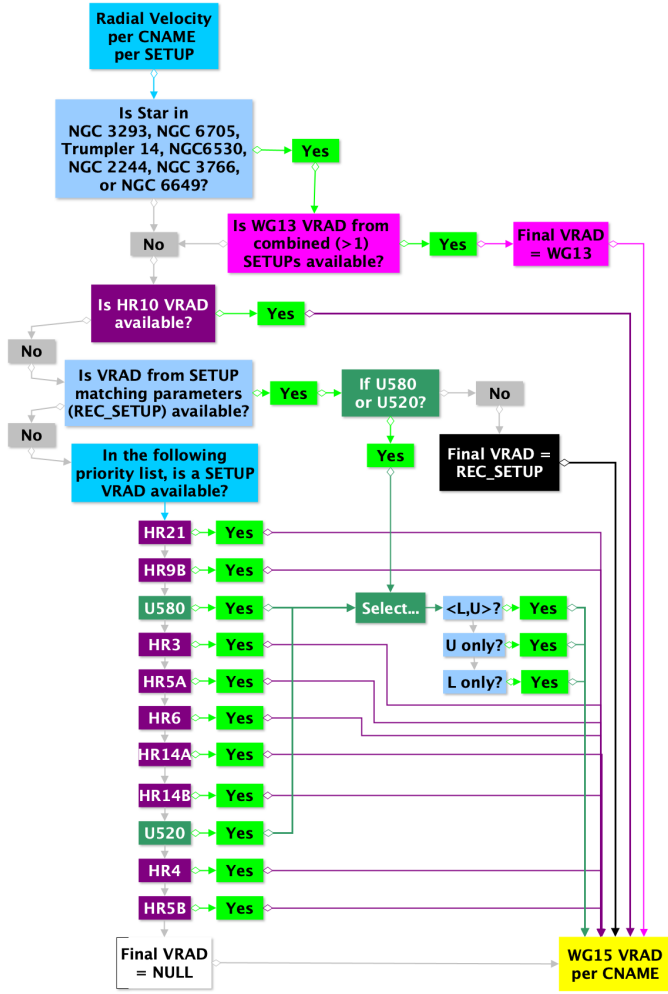 Radial Velocity
per CNAME
per SETUP
Is Star in
NGC 3293, NGC 6705,
Trumpler 14, NGC6530,
NGC 2244, NGC 3766,
or NGC 6649?
Yes
No
Is WG13 VRAD from
combined (>1)
SETUPs available?
Yes
Final VRAD
= WG13
Is HR10 VRAD
available?
Yes
No
Is VRAD from SETUP
matching parameters
(REC_SETUP) available?
Yes
If U580
or U520?
No
No
Yes
Final VRAD =
REC_SETUP
In the following
priority list, is a SETUP
VRAD available?
HR21 Yes
HR9B Yes
U580 Yes
Select... <L,U>? Yes
HR3 Yes
U only? Yes
HR5A Yes
L only? Yes
HR6 Yes
HR14A Yes
HR14B Yes
U520 Yes
HR4 Yes
HR5B Yes
Final VRAD
= NULL
WG15 VRAD
per CNAME